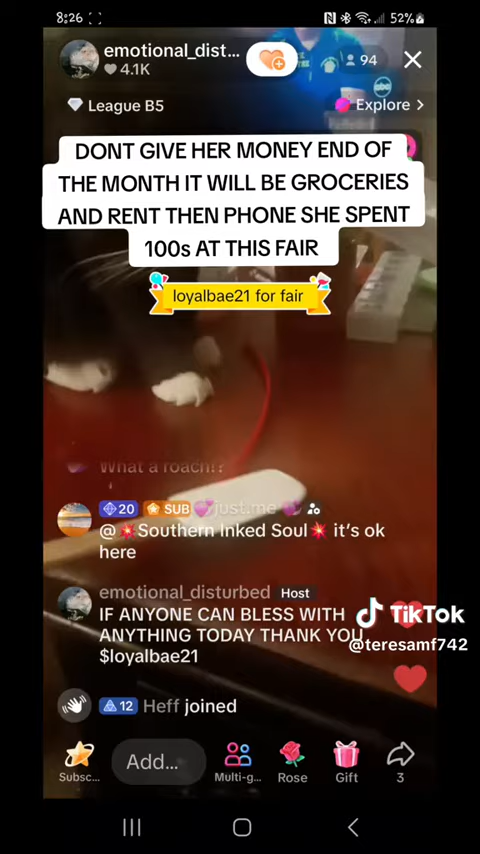 8:26
52%
emotional_dist...
4.1K
94
abc
League B5
Explore >
DONT GIVE HER MONEY END OF
THE MONTH IT WILL BE GROCERIES
AND RENT THEN PHONE SHE SPENT
100s AT THIS FAIR
loyalbae21 for fair
What a roach!?
20 SUB 💞just.me 💞
@💥Southern Inked Soul💥 it's ok
here
emotional_disturbed Host
IF ANYONE CAN BLESS WITH
ANYTHING TODAY THANK YOU
$loyalbae21
TikTok
@teresamf742
12 Heff joined
Subsc...
Add...
Multi-g...
Rose
Gift
3